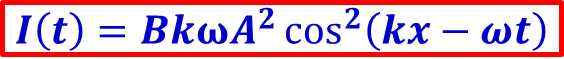 I(t) = BkωA² cos²(kx − ωt)